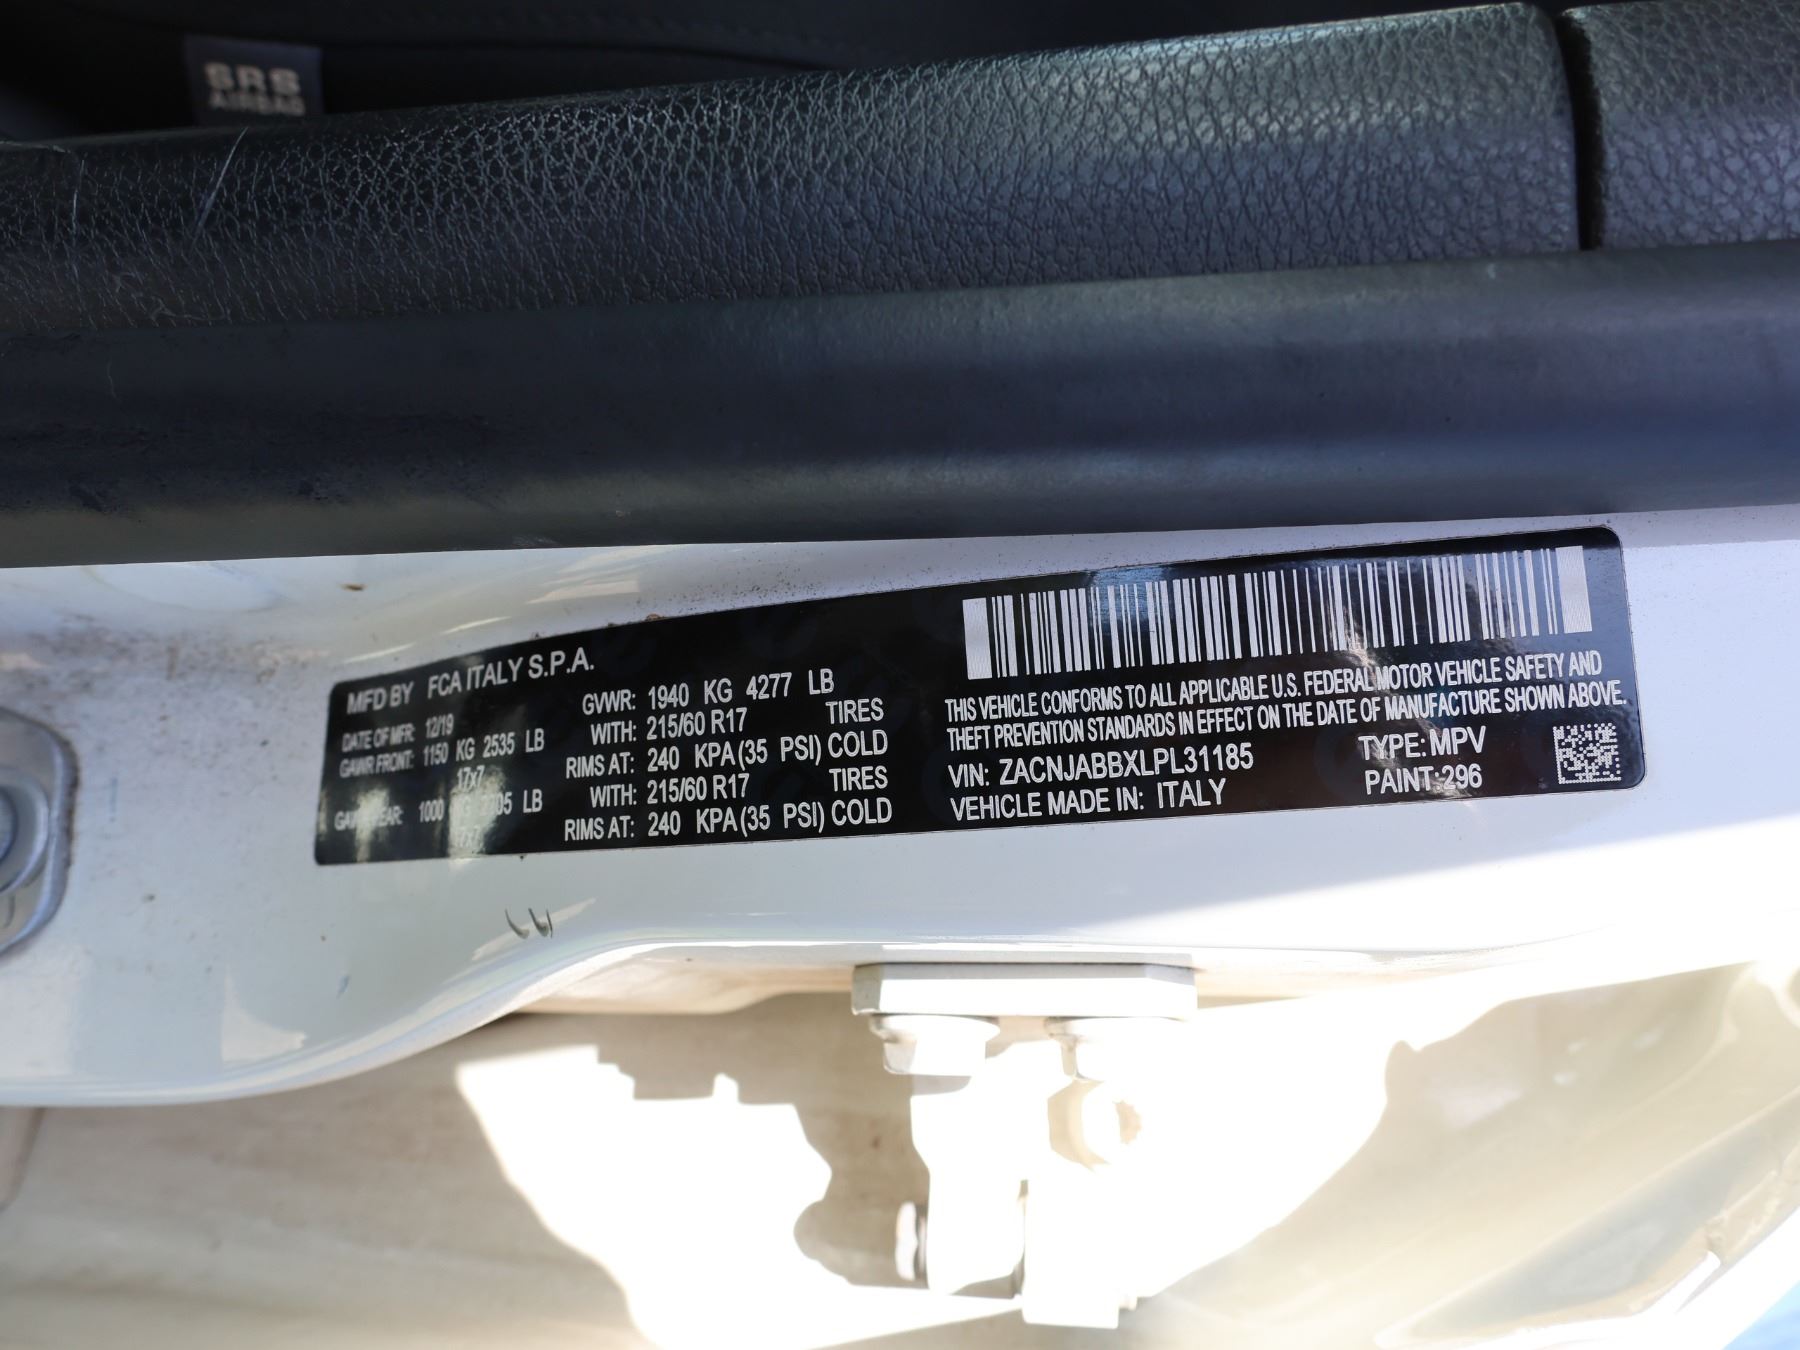 SRS
AIRBAG
MFD BY FCA ITALY S.P.A.
DATE OF MFR: 12/19 GVWR: 1940 KG 4277 LB
GAWR FRONT: 1150 KG 2535 LB WITH: 215/60 R17 TIRES
17x7 RIMS AT: 240 KPA (35 PSI) COLD
1000 KG LB WITH: 215/60 R17 TIRES
RIMS AT: 240 KPA (35 PSI) COLD
THIS VEHICLE CONFORMS TO ALL APPLICABLE U.S. FEDERAL MOTOR VEHICLE SAFETY AND
THEFT PREVENTION STANDARDS IN EFFECT ON THE DATE OF MANUFACTURE SHOWN ABOVE.
VIN: ZACNJABBXLPL31185 TYPE: MPV
VEHICLE MADE IN: ITALY PAINT: 296